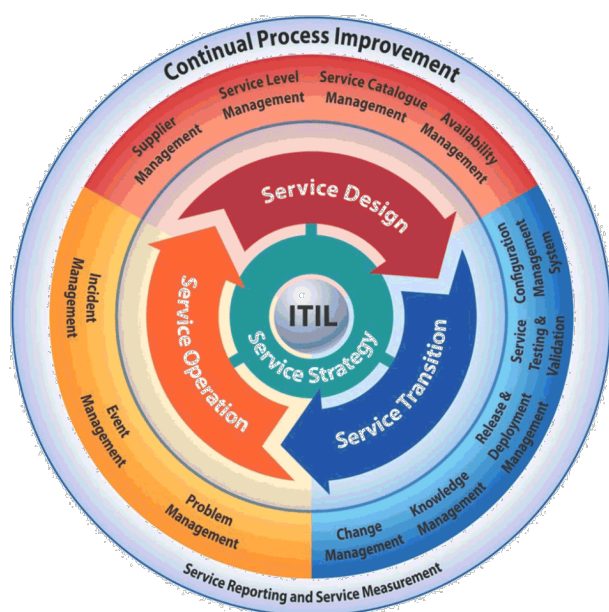 Continual Process Improvement
Supplier
Management
Service Level
Management
Service Catalogue
Management
Availability
Management
Configuration
Management
System
Service
Testing &
Validation
Release &
Deployment
Management
Knowledge
Management
Change
Management
Problem
Management
Event
Management
Incident
Management
Service Design
Service Transition
Service Operation
Service Strategy
ITIL
Service Reporting and Service Measurement